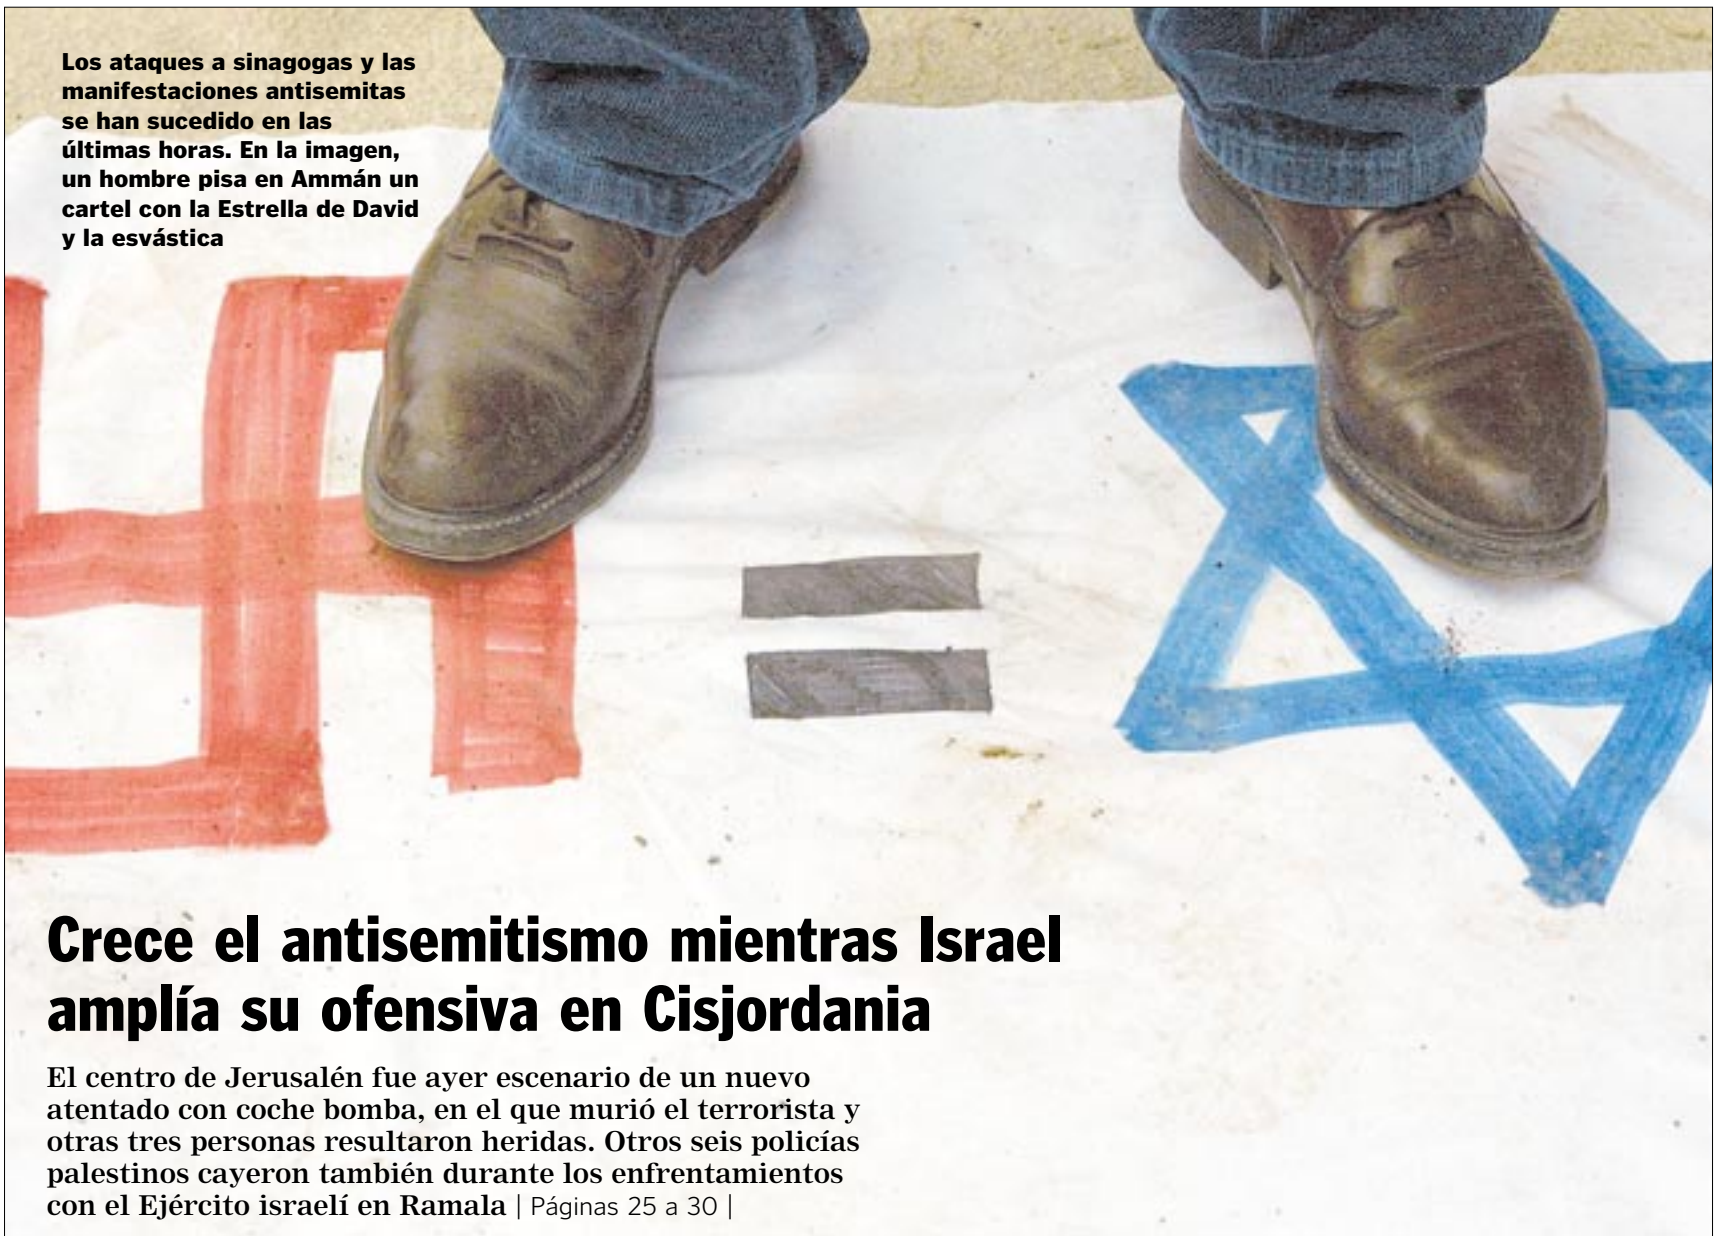 Los ataques a sinagogas y las
manifestaciones antisemitas
se han sucedido en las
últimas horas. En la imagen,
un hombre pisa en Ammán un
cartel con la Estrella de David
y la esvástica
=
Crece el antisemitismo mientras Israel
amplía su ofensiva en Cisjordania
El centro de Jerusalén fue ayer escenario de un nuevo
atentado con coche bomba, en el que murió el terrorista y
otras tres personas resultaron heridas. Otros seis policías
palestinos cayeron también durante los enfrentamientos
con el Ejército israelí en Ramala | Páginas 25 a 30 |